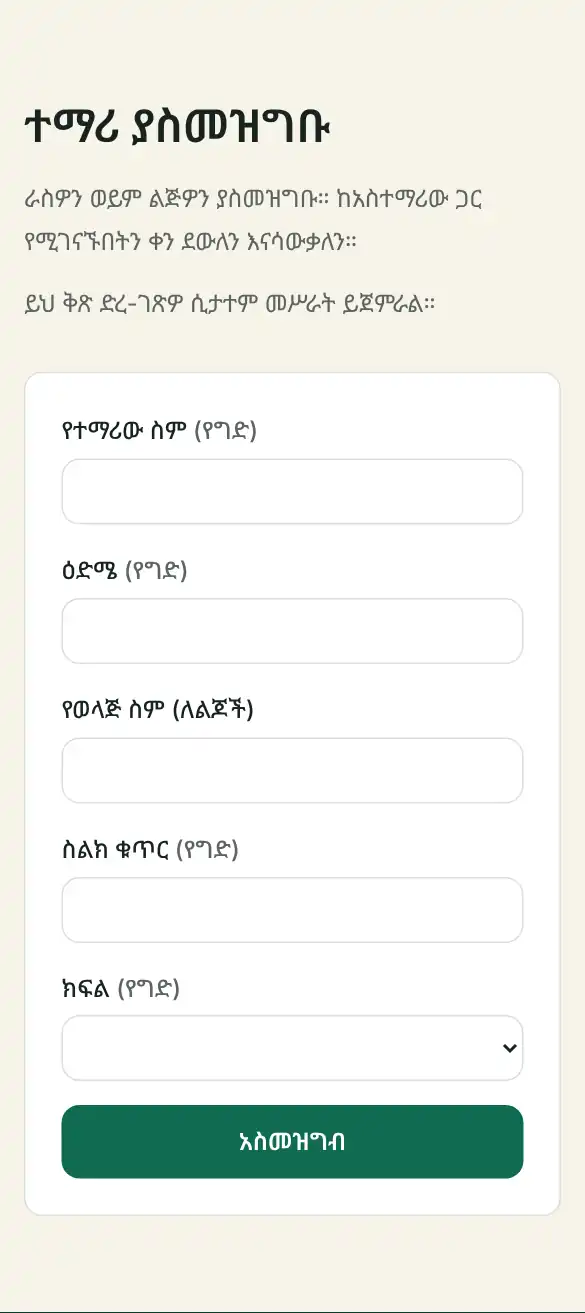 ተማሪ ያስመዝግቡ
ራስዎን ወይም ልጅዎን ያስመዝግቡ። ከአስተማሪው ጋር
የሚገናኙበትን ቀን ደውለን እናሳውቃለን።
ይህ ቅጽ ድረ-ገጽዎ ሲታተም መሥራት ይጀምራል።
የተማሪው ስም (የግድ)
ዕድሜ (የግድ)
የወላጅ ስም (ለልጆች)
ስልክ ቁጥር (የግድ)
ክፍል (የግድ)
አስመዝግብ